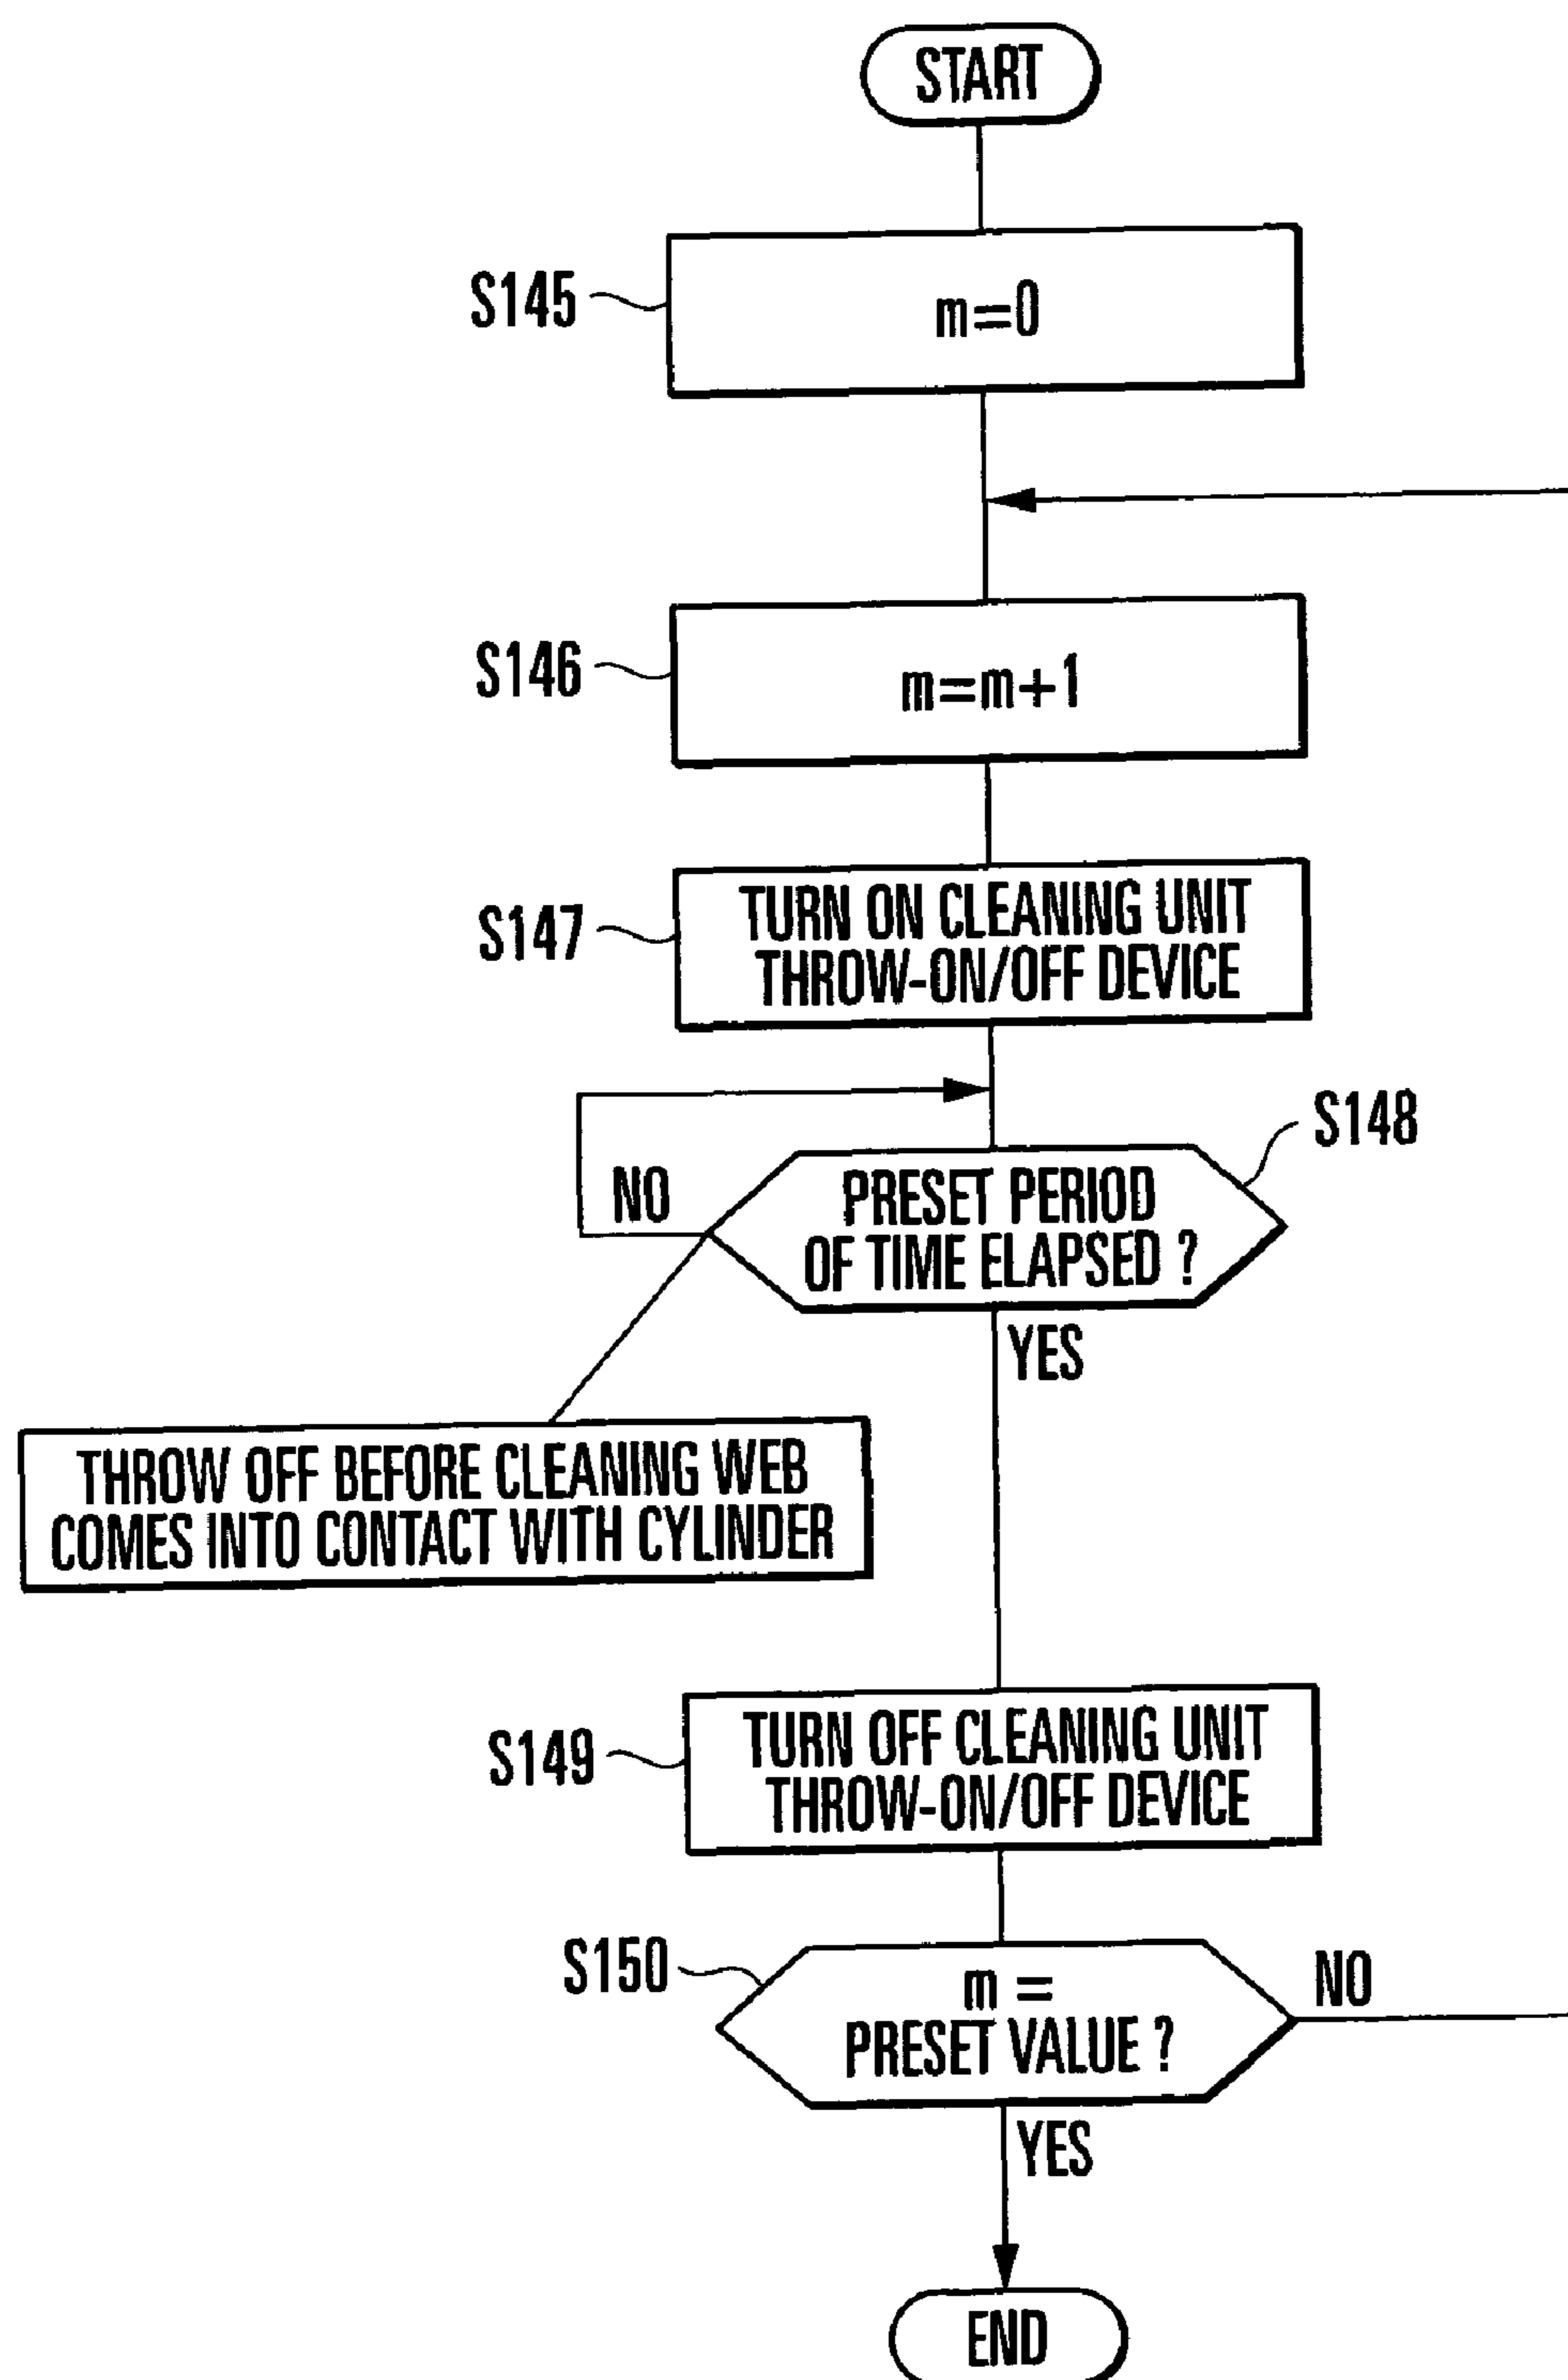 START
S145
m=0
S146
m=m+1
S147
TURN ON CLEANING UNIT
THROW-ON/OFF DEVICE
S148
NO
PRESET PERIOD
OF TIME ELAPSED ?
YES
THROW OFF BEFORE CLEANING WEB
COMES INTO CONTACT WITH CYLINDER
S149
TURN OFF CLEANING UNIT
THROW-ON/OFF DEVICE
S150
m =
PRESET VALUE ?
NO
YES
END